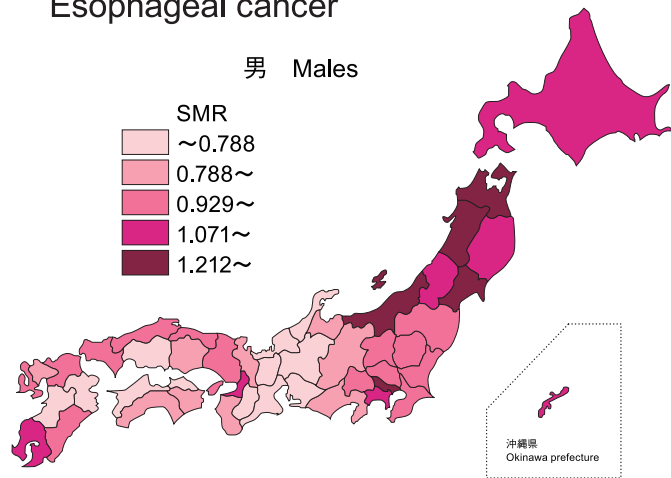 Esophageal cancer
男 Males
SMR
～0.788
0.788～
0.929～
1.071～
1.212～
沖縄県
Okinawa prefecture